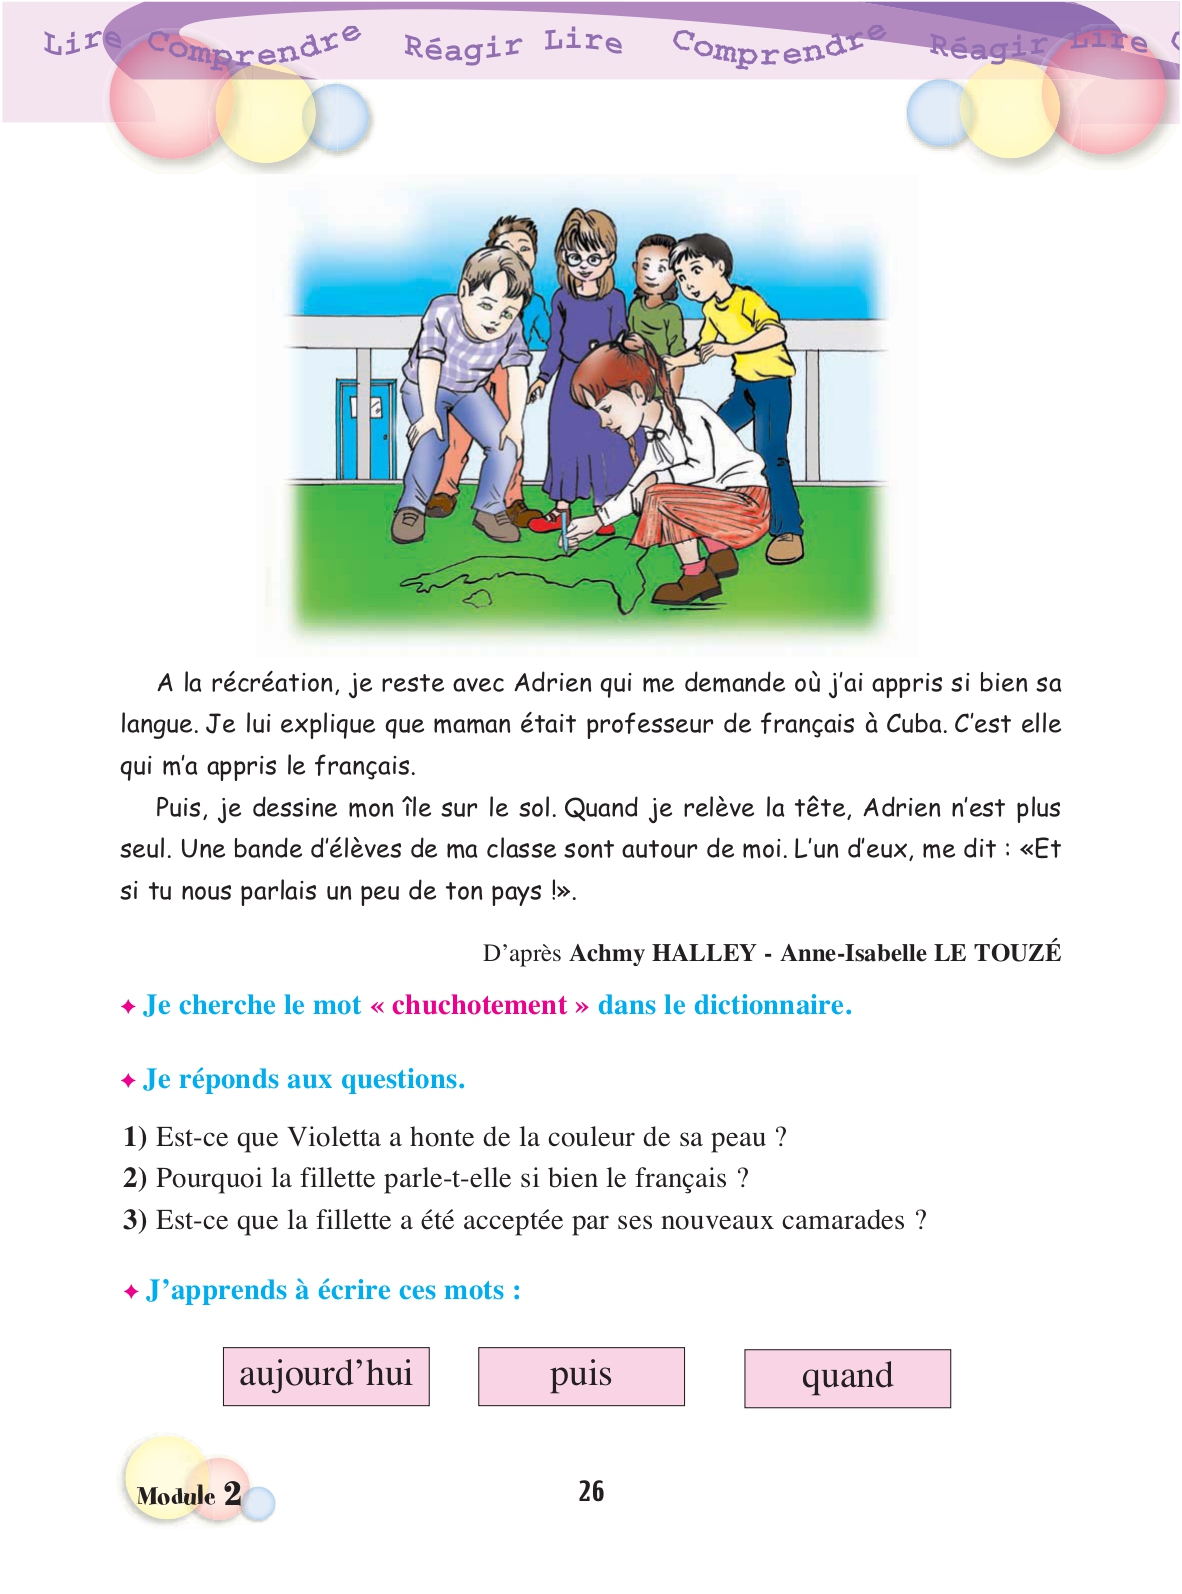 Lire Comprendre Réagir Lire Comprendre Réagir Lire
A la récréation, je reste avec Adrien qui me demande où j'ai appris si bien sa
langue. Je lui explique que maman était professeur de français à Cuba. C'est elle
qui m'a appris le français.
Puis, je dessine mon île sur le sol. Quand je relève la tête, Adrien n'est plus
seul. Une bande d'élèves de ma classe sont autour de moi. L'un d'eux, me dit : «Et
si tu nous parlais un peu de ton pays !».
D'après Achmy HALLEY - Anne-Isabelle LE TOUZÉ
✦ Je cherche le mot « chuchotement » dans le dictionnaire.
✦ Je réponds aux questions.
1) Est-ce que Violetta a honte de la couleur de sa peau ?
2) Pourquoi la fillette parle-t-elle si bien le français ?
3) Est-ce que la fillette a été acceptée par ses nouveaux camarades ?
✦ J'apprends à écrire ces mots :
aujourd'hui puis quand
Module 2 26